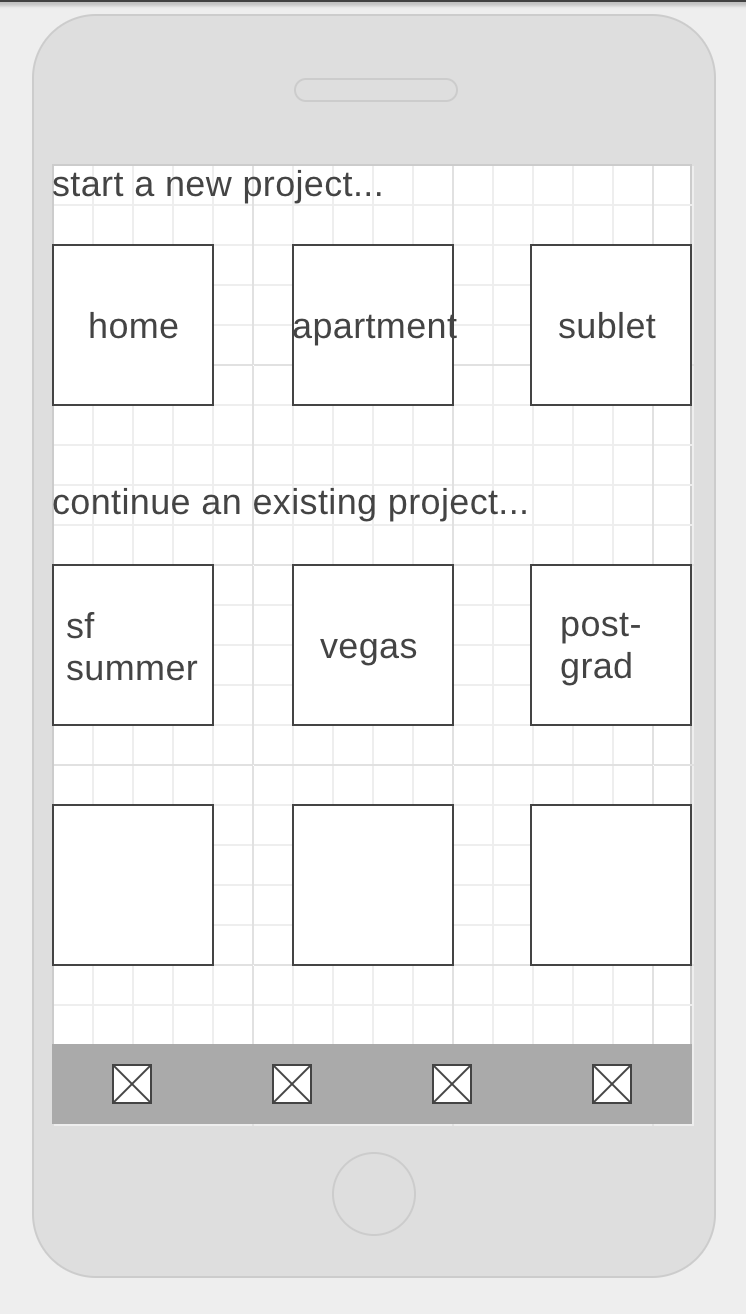 start a new project...
home apartment sublet
continue an existing project...
sf
summer
vegas
post-
grad